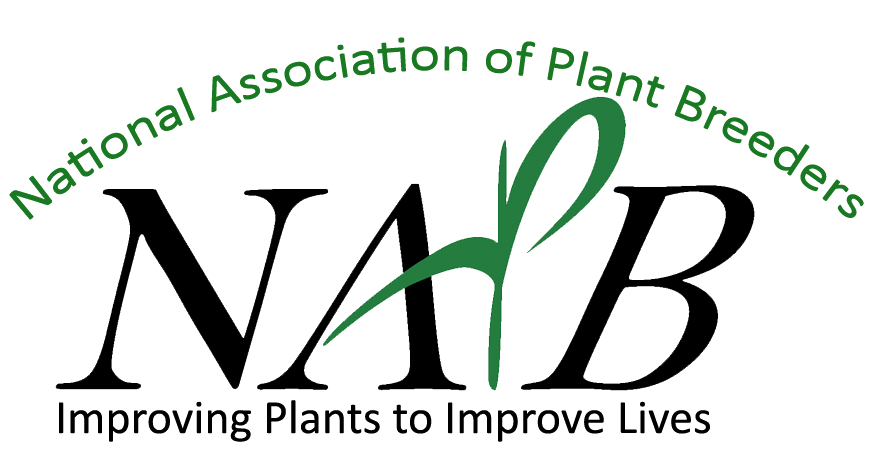 National Association of Plant Breeders
NAPB
Improving Plants to Improve Lives